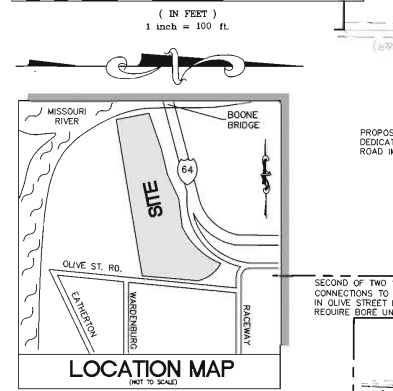 ( IN FEET )
1 inch = 100 ft.
MISSOURI
RIVER
BOONE
BRIDGE
64
SITE
OLIVE ST. RD.
EATHERTON
WARDENBURG
RACEWAY
LOCATION MAP
(NOT TO SCALE)
PROPOS
DEDICAT
ROAD IM
SECOND OF TWO
CONNECTIONS TO
IN OLIVE STREET
REQUIRE BORE UN